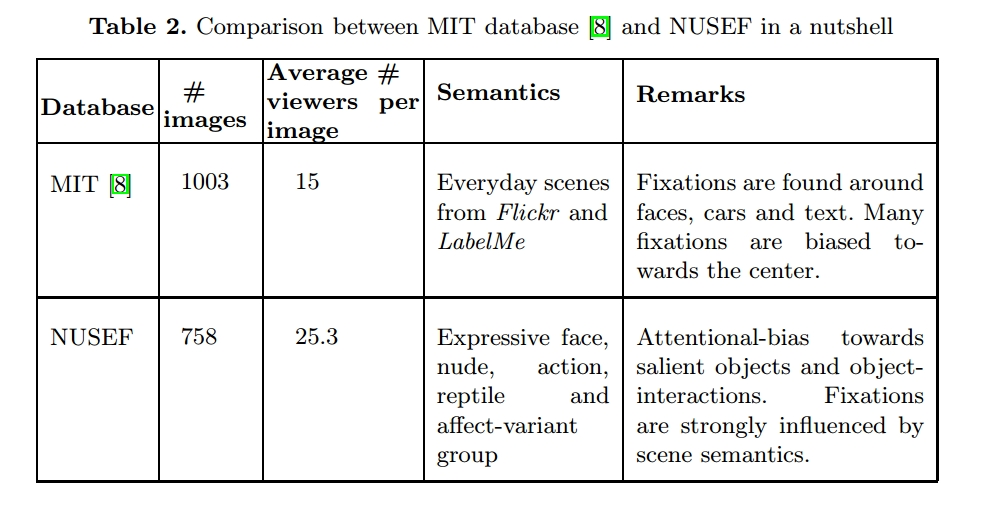 Table 2. Comparison between MIT database [8] and NUSEF in a nutshell
Database
#
images
Average #
viewers per
image
Semantics
Remarks
MIT [8]
1003
15
Everyday scenes
from Flickr and
LabelMe
Fixations are found around
faces, cars and text. Many
fixations are biased to-
wards the center.
NUSEF
758
25.3
Expressive face,
nude, action,
reptile and
affect-variant
group
Attentional-bias towards
salient objects and object-
interactions. Fixations
are strongly influenced by
scene semantics.